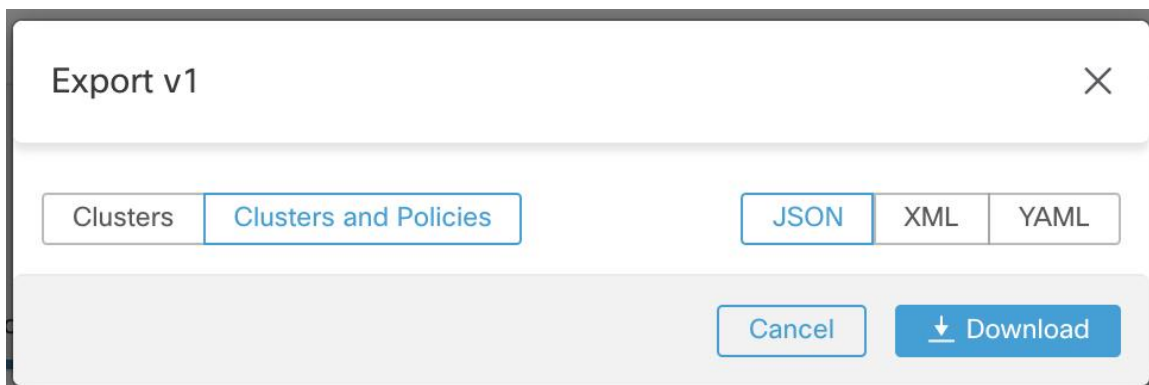 Export v1
Clusters Clusters and Policies JSON XML YAML
Cancel Download